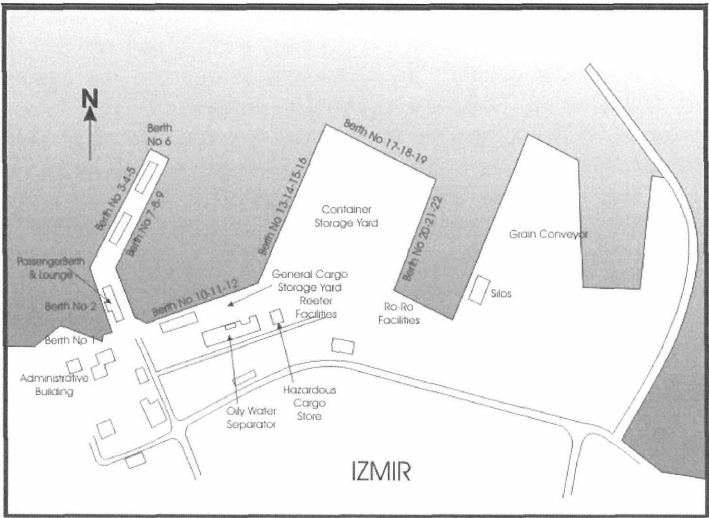 N
Berth
No 6
Berth No 17-18-19
Berth No 3-4-5
Berth No 7-8-9
Berth No 13-14-15-16
Container
Storage Yard
Berth No 20-21-22
Grain Conveyor
PassengerBerth
& Lounge
General Cargo
Storage Yard
Reefer
Facilities
Berth No 10-11-12
Silos
Berth No 2
Ro-Ro
Facilities
Berth No 1
Administrative
Building
Hazardous
Cargo
Store
Oily Water
Separator
IZMIR